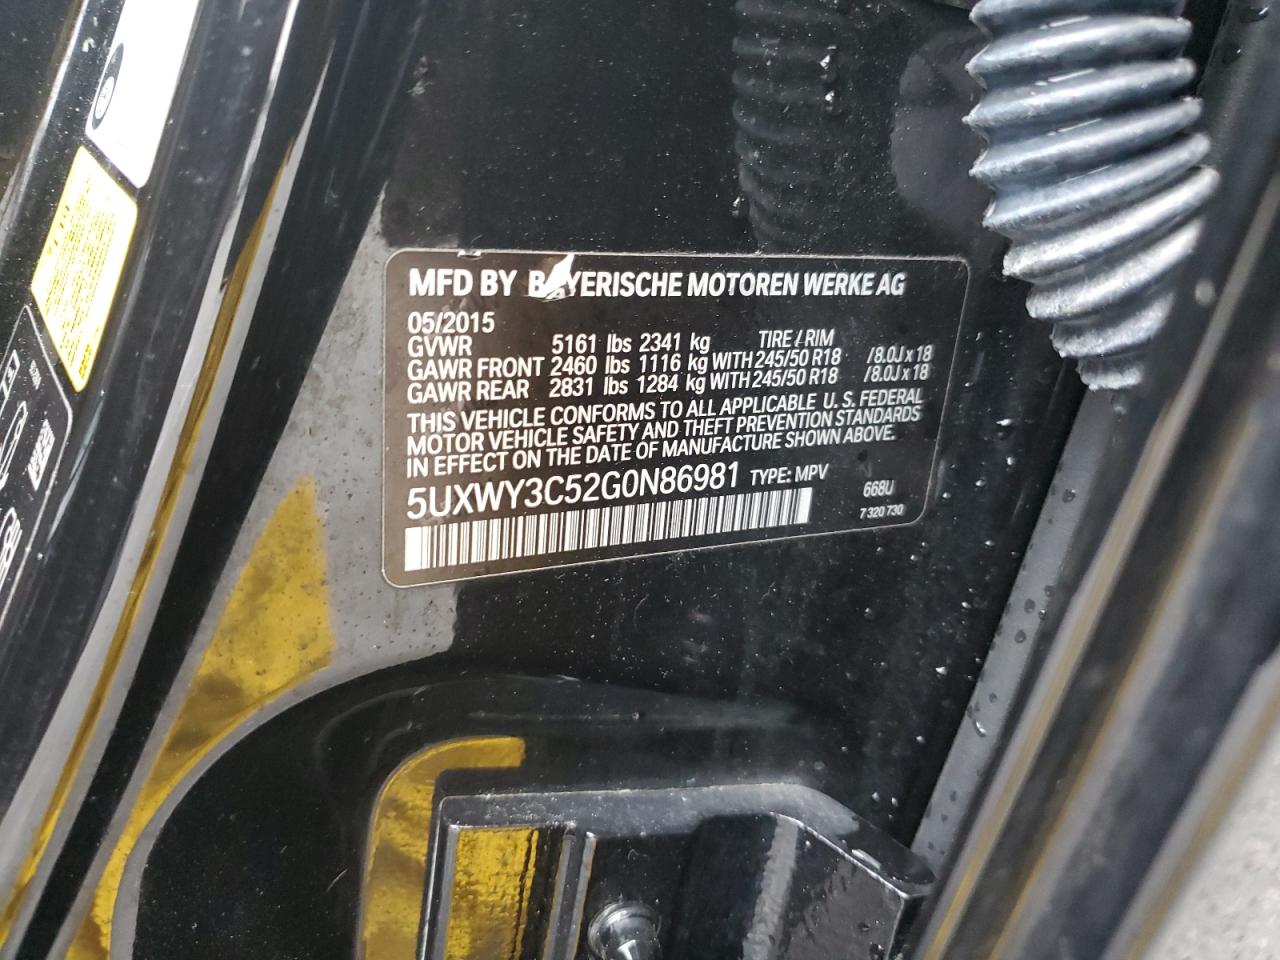 MFD BY BAYERISCHE MOTOREN WERKE AG
05/2015
GVWR 5161 lbs 2341 kg TIRE / RIM
GAWR FRONT 2460 lbs 1116 kg WITH 245/50 R18 / 8.0J x 18
GAWR REAR 2831 lbs 1284 kg WITH 245/50 R18 / 8.0J x 18
THIS VEHICLE CONFORMS TO ALL APPLICABLE U. S. FEDERAL
MOTOR VEHICLE SAFETY AND THEFT PREVENTION STANDARDS
IN EFFECT ON THE DATE OF MANUFACTURE SHOWN ABOVE.
5UXWY3C52G0N86981 TYPE: MPV
668U
7 320 730